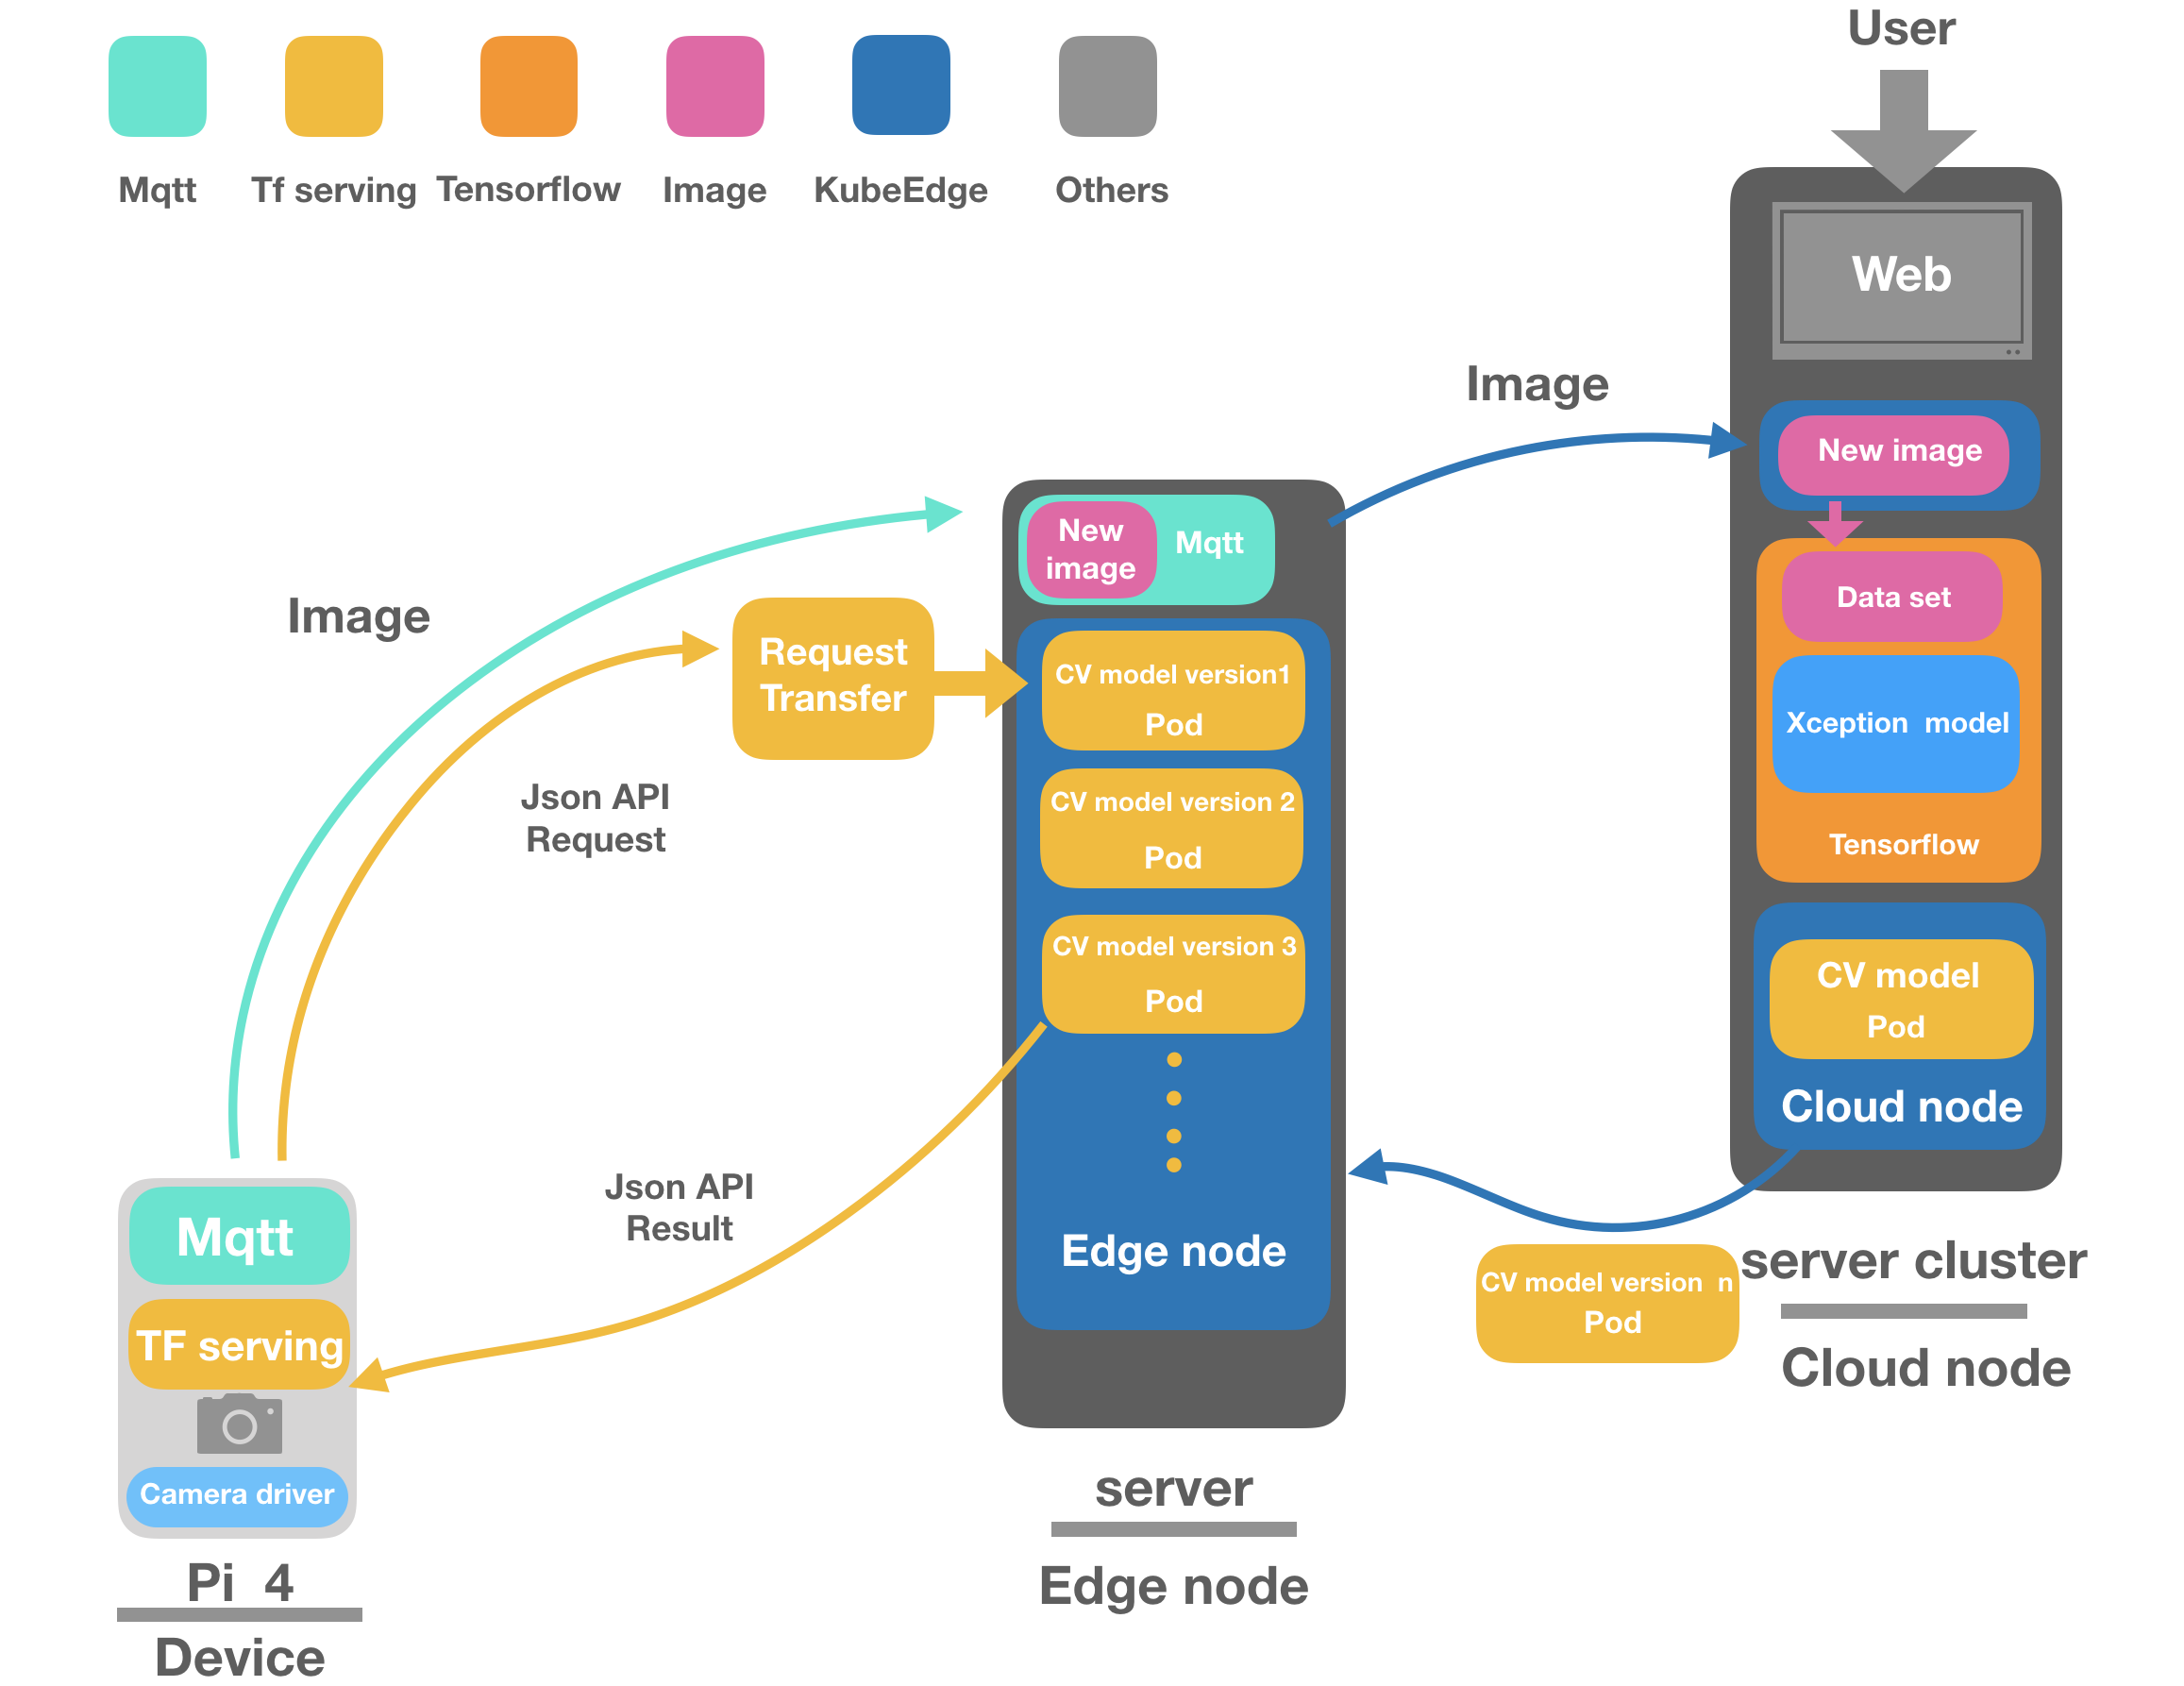 User
Mqtt
Tf serving
Tensorflow
Image
KubeEdge
Others
Web
Image
New image
New
image
Mqtt
Data set
Image
Request
Transfer
CV model version1
Pod
Xception  model
Json API
Request
CV model version 2
Pod
Tensorflow
CV model version 3
Pod
CV model
Pod
Cloud node
Json API
Result
Mqtt
Edge node
server cluster
CV model version  n
Pod
TF serving
Cloud node
Camera driver
server
Edge node
Pi  4
Device